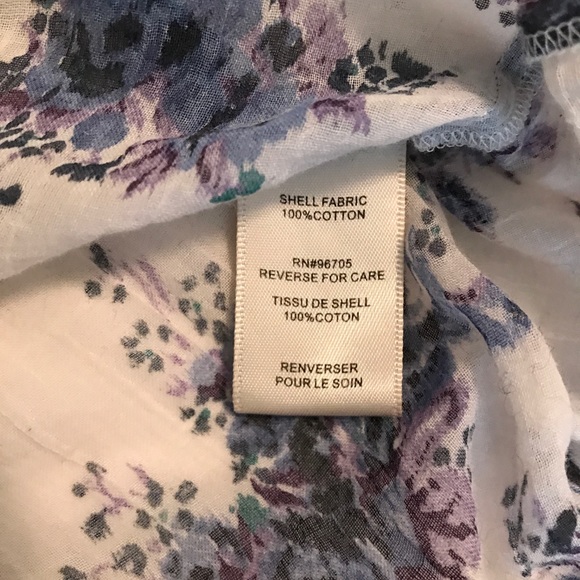 SHELL FABRIC
100%COTTON
RN#96705
REVERSE FOR CARE
TISSU DE SHELL
100%COTON
RENVERSER
POUR LE SOIN